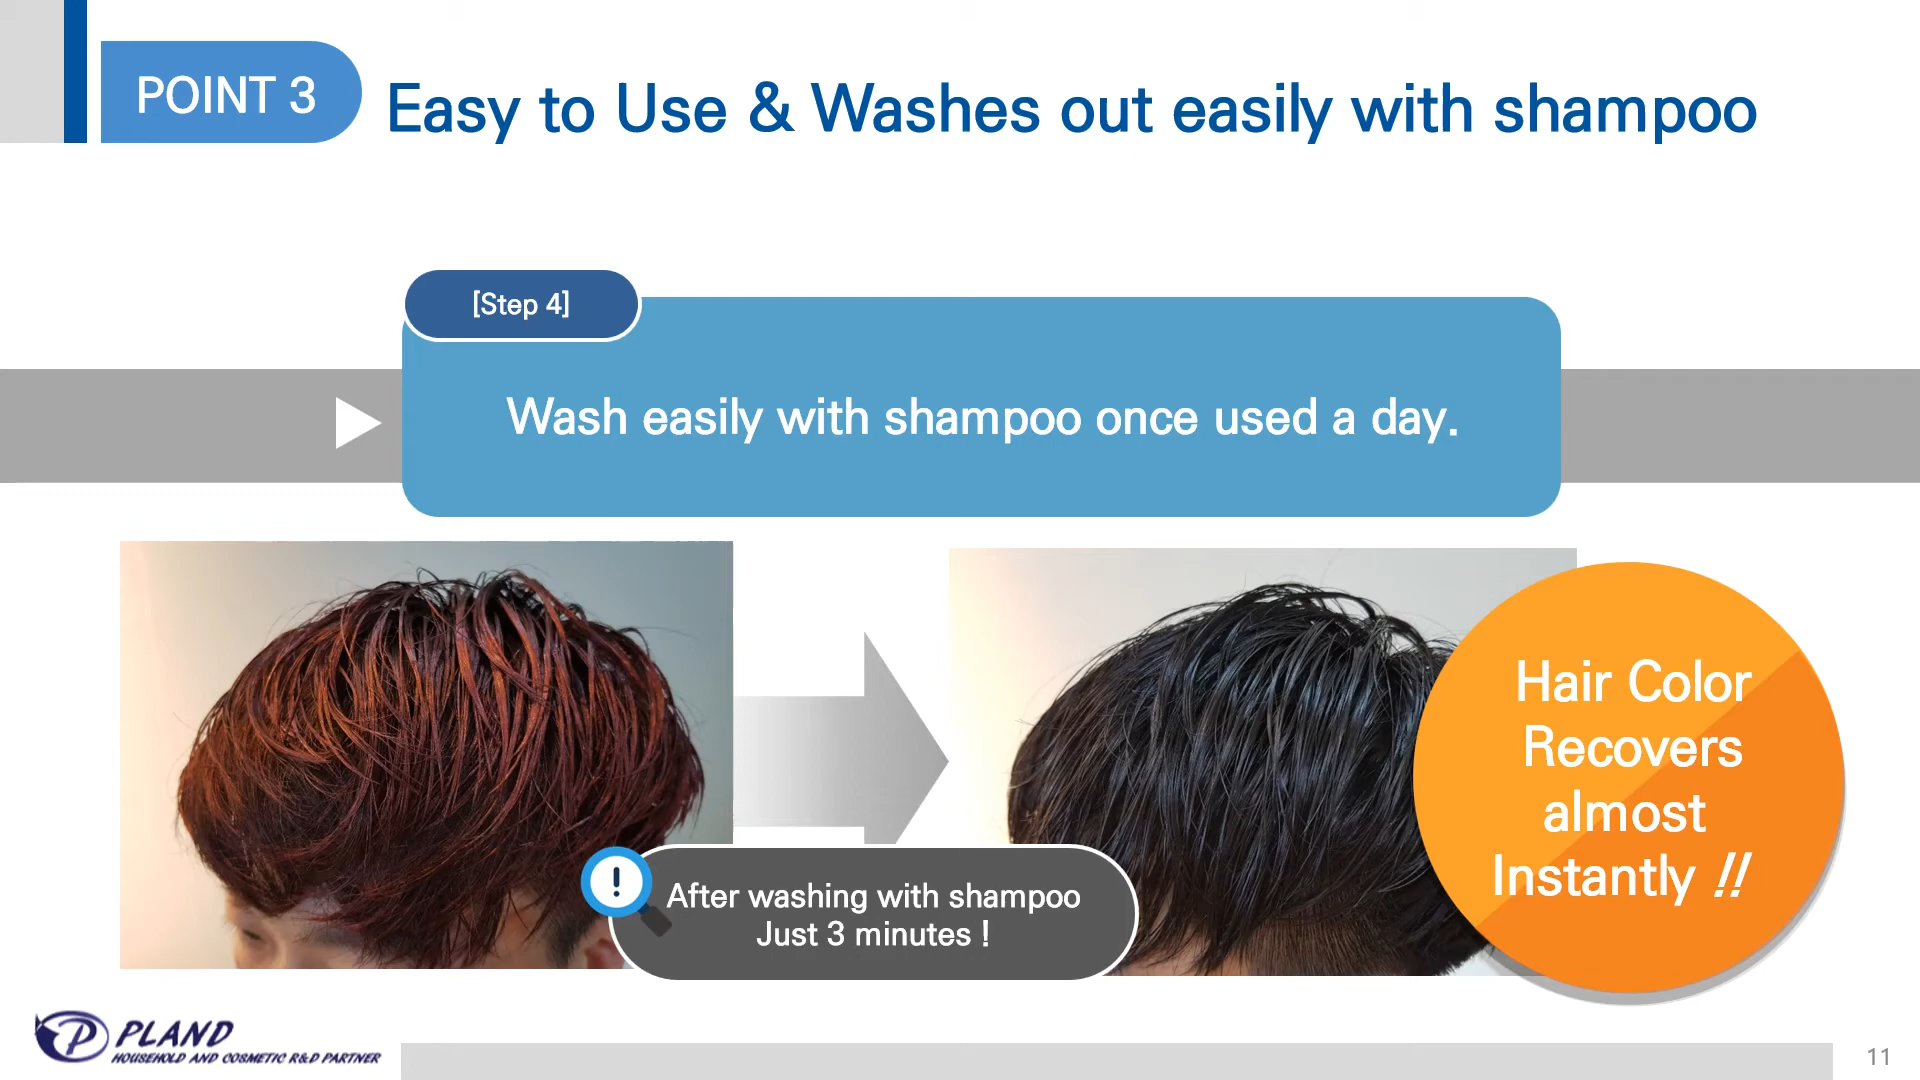 POINT 3
Easy to Use & Washes out easily with shampoo
[Step 4]
Wash easily with shampoo once used a day.
Hair Color
Recovers
almost
Instantly !!
!
After washing with shampoo
Just 3 minutes !
P PLAND
HOUSEHOLD AND COSMETIC R&D PARTNER
11